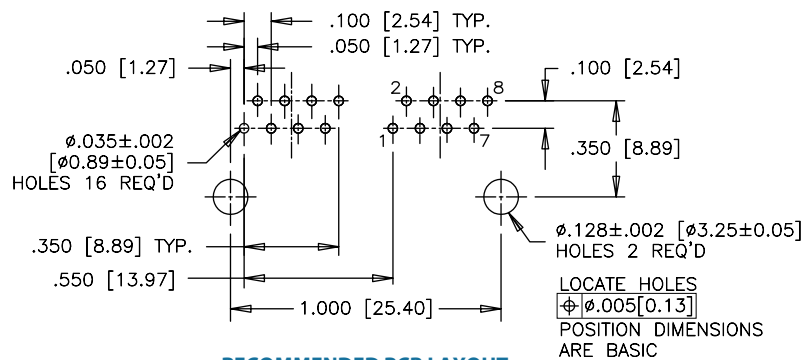 .100 [2.54] TYP.
.050 [1.27] TYP.
.050 [1.27]
.100 [2.54]
2
8
1
7
ø.035±.002
[ø0.89±0.05]
HOLES 16 REQ'D
.350 [8.89]
ø.128±.002 [ø3.25±0.05]
HOLES 2 REQ'D
.350 [8.89] TYP.
.550 [13.97]
1.000 [25.40]
LOCATE HOLES
⌖ ø.005[0.13]
POSITION DIMENSIONS
ARE BASIC
RECOMMENDED PCB LAYOUT